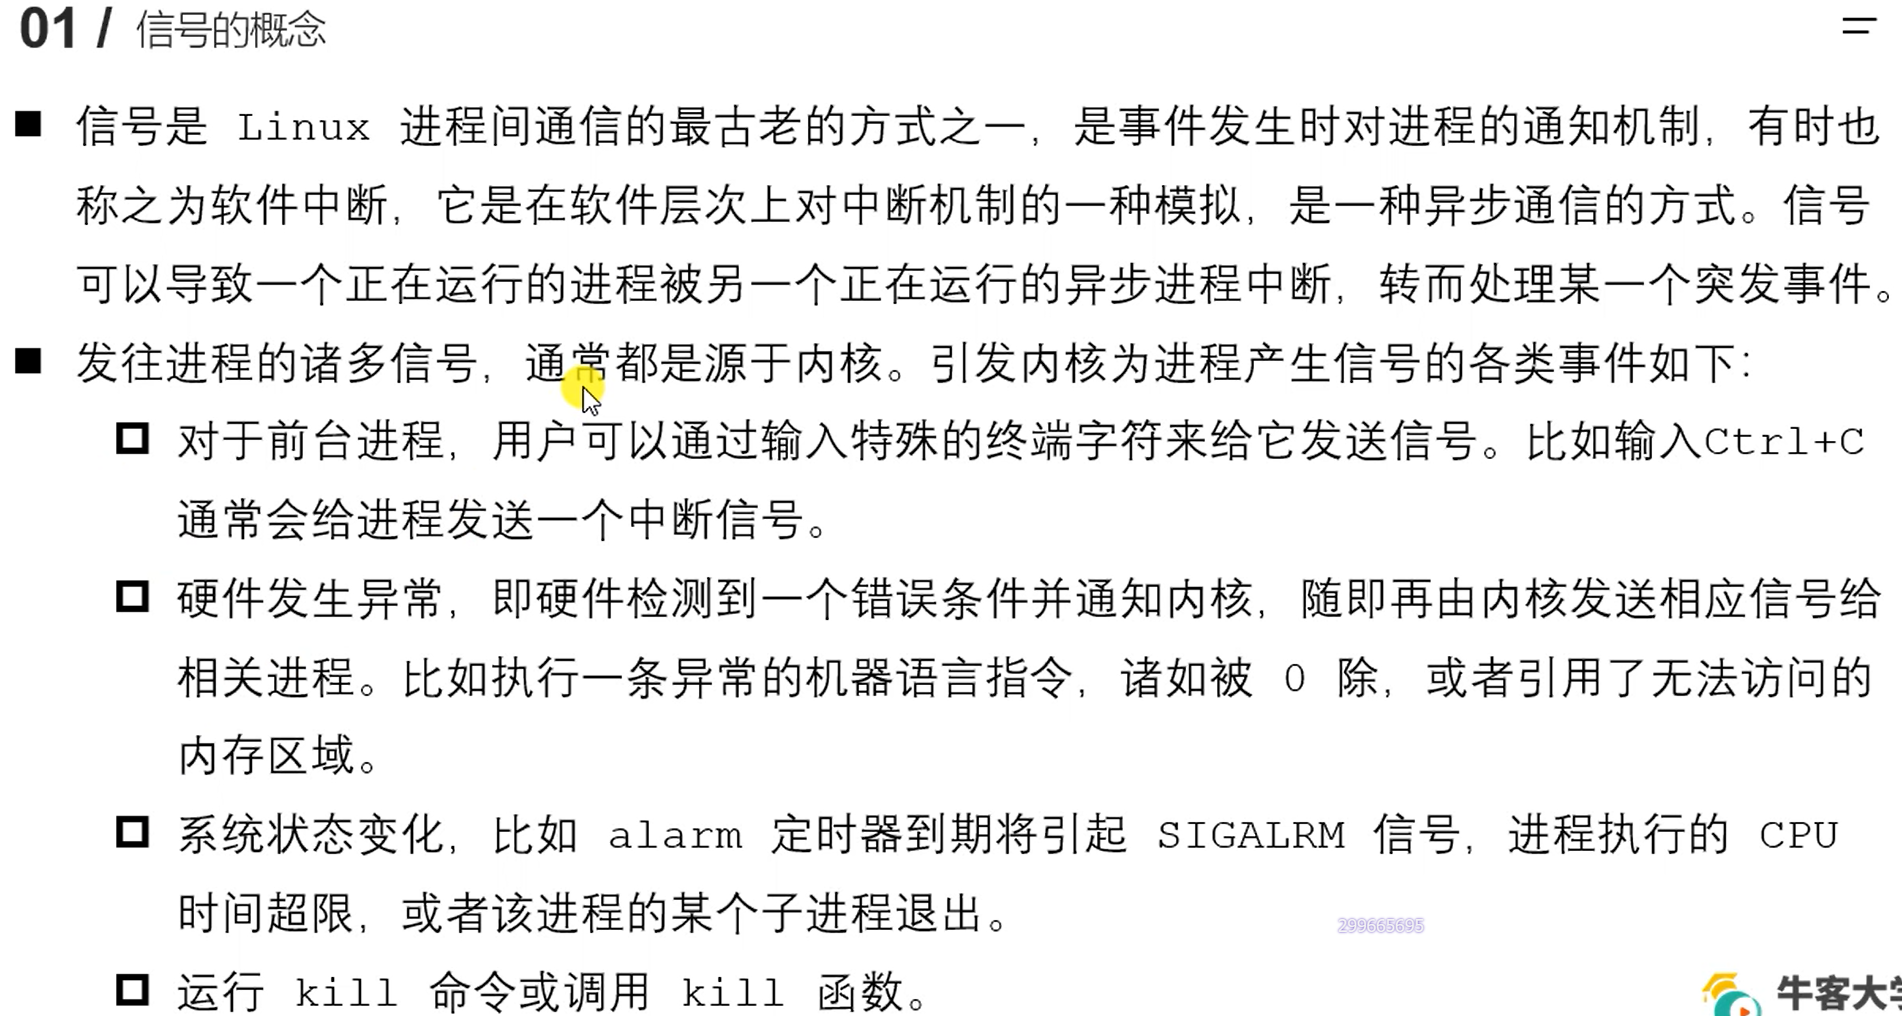 01 / 信号的概念
■ 信号是 Linux 进程间通信的最古老的方式之一，是事件发生时对进程的通知机制，有时也
称之为软件中断，它是在软件层次上对中断机制的一种模拟，是一种异步通信的方式。信号
可以导致一个正在运行的进程被另一个正在运行的异步进程中断，转而处理某一个突发事件。
■ 发往进程的诸多信号，通常都是源于内核。引发内核为进程产生信号的各类事件如下：
对于前台进程，用户可以通过输入特殊的终端字符来给它发送信号。比如输入Ctrl+C
通常会给进程发送一个中断信号。
硬件发生异常，即硬件检测到一个错误条件并通知内核，随即再由内核发送相应信号给
相关进程。比如执行一条异常的机器语言指令，诸如被 0 除，或者引用了无法访问的
内存区域。
系统状态变化，比如 alarm 定时器到期将引起 SIGALRM 信号，进程执行的 CPU
时间超限，或者该进程的某个子进程退出。
299665695
运行 kill 命令或调用 kill 函数。
牛客大学